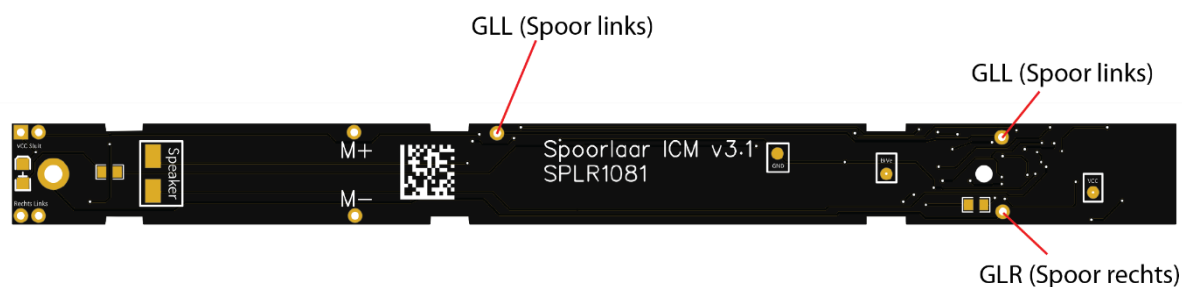 GLL (Spoor links)
GLL (Spoor links)
VCC Sluit
M+
Speaker
Spoorlaar ICM v3.1
SPLR1081
GND
VCC
M-
Rechts Links
GLR (Spoor rechts)